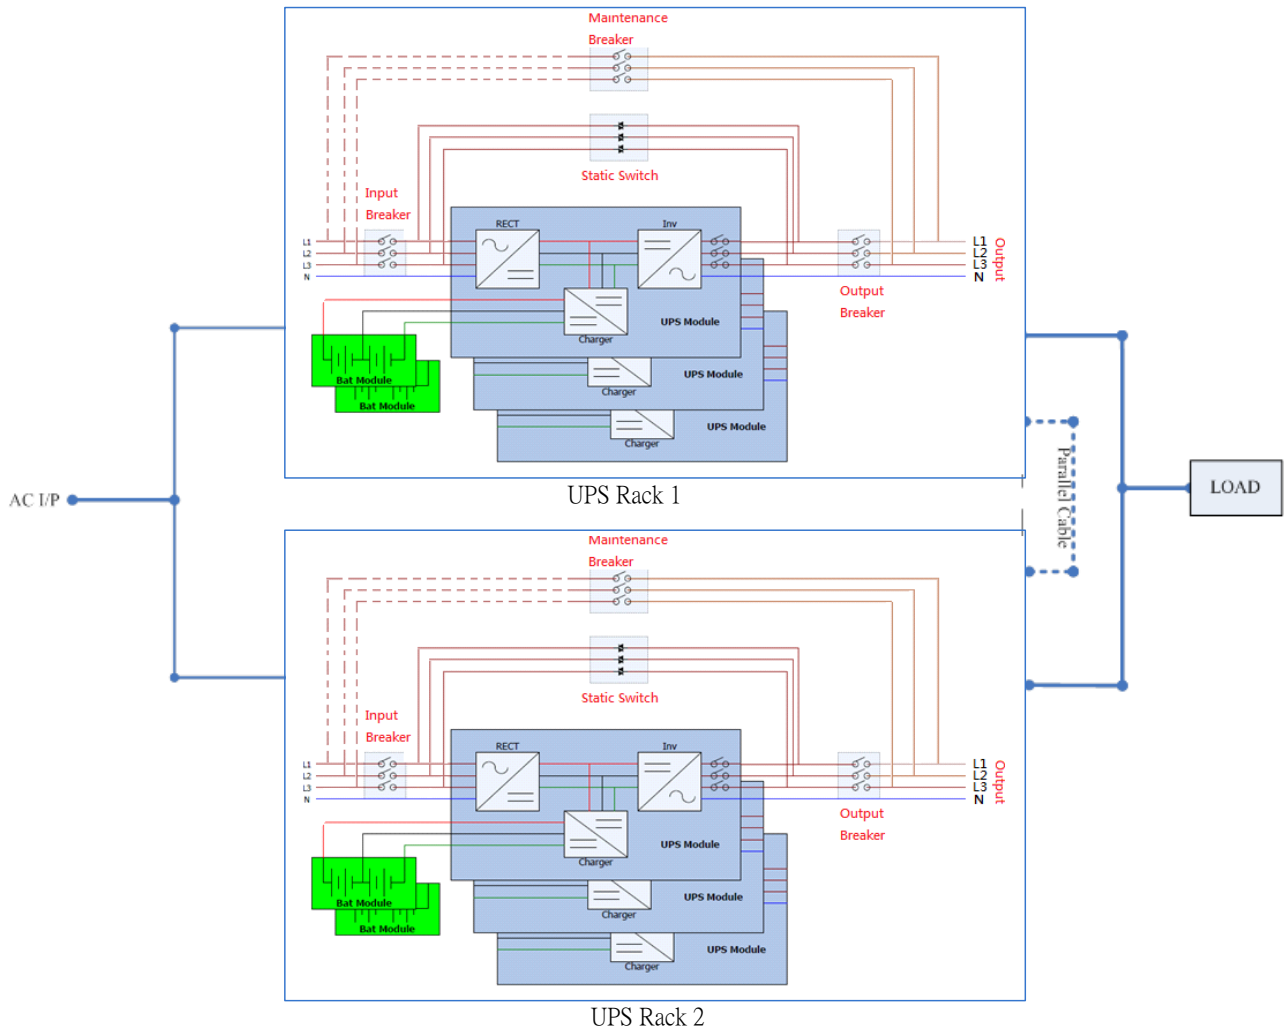 Maintenance
Breaker
Static Switch
Input
Breaker
RECT
Inv
L1
L2
L3
N
L1
L2
L3
N
Output
Output
Breaker
UPS Module
Charger
Bat Module
UPS Module
Charger
Bat Module
UPS Module
Charger
AC I/P
UPS Rack 1
Parallel Cable
LOAD
Maintenance
Breaker
Static Switch
Input
Breaker
RECT
Inv
L1
L2
L3
N
L1
L2
L3
N
Output
Output
Breaker
UPS Module
Charger
Bat Module
UPS Module
Charger
Bat Module
UPS Module
Charger
UPS Rack 2